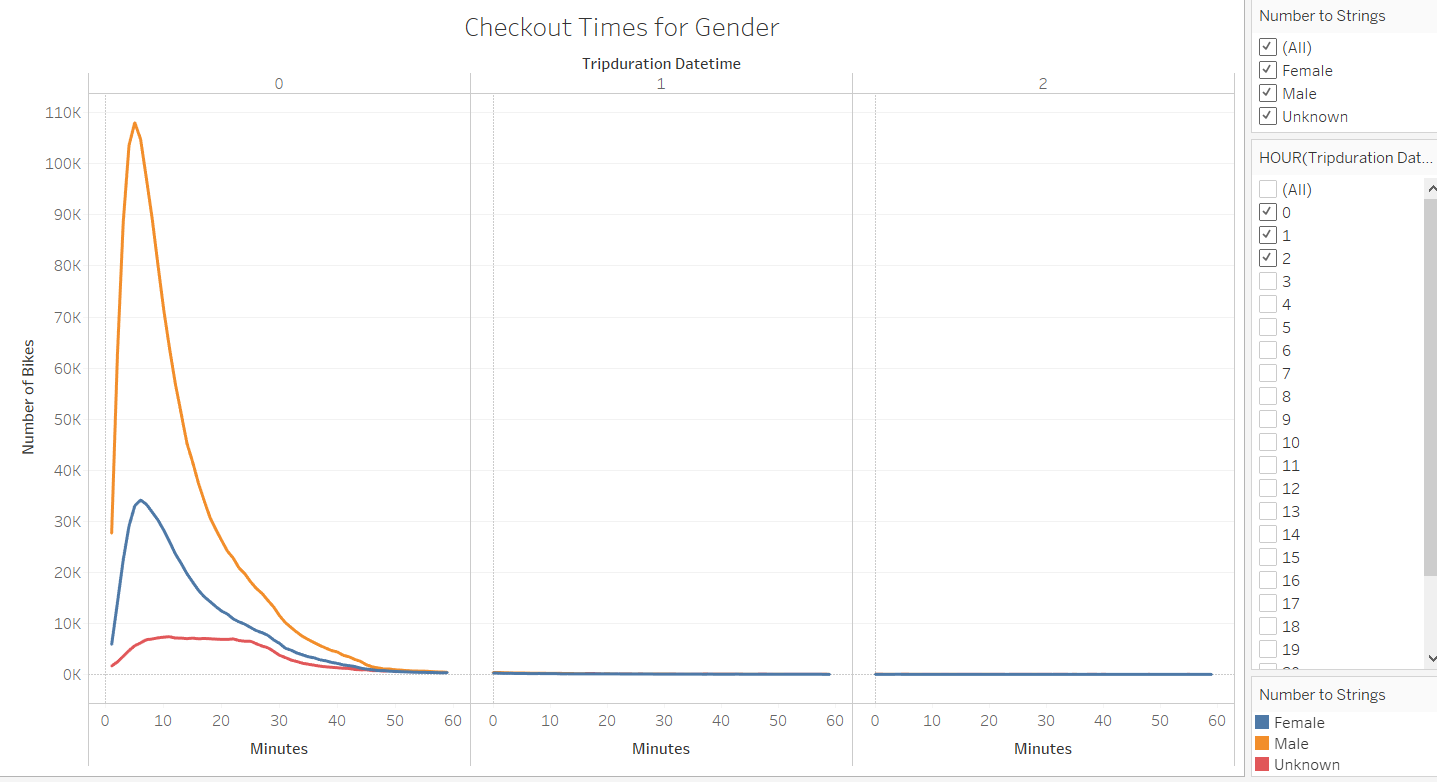 Checkout Times for Gender
Tripduration Datetime
0 1 2
110K
100K
90K
80K
70K
60K
50K
40K
30K
20K
10K
0K
Number of Bikes
0 10 20 30 40 50 60 0 10 20 30 40 50 60 0 10 20 30 40 50 60
Minutes Minutes Minutes
Number to Strings
(All)
Female
Male
Unknown
HOUR(Tripduration Dat...
(All)
0
1
2
3
4
5
6
7
8
9
10
11
12
13
14
15
16
17
18
19
Number to Strings
Female
Male
Unknown